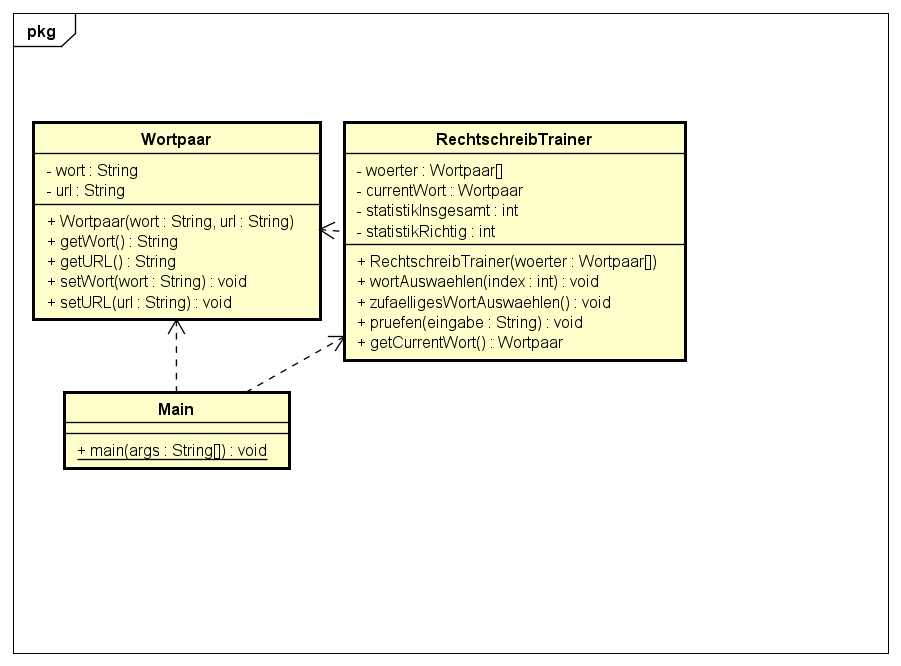 pkg
Wortpaar
- wort : String
- url : String
+ Wortpaar(wort : String, url : String)
+ getWort() : String
+ getURL() : String
+ setWort(wort : String) : void
+ setURL(url : String) : void
RechtschreibTrainer
- woerter : Wortpaar[]
- currentWort : Wortpaar
- statistikInsgesamt : int
- statistikRichtig : int
+ RechtschreibTrainer(woerter : Wortpaar[])
+ wortAuswaehlen(index : int) : void
+ zufaelligesWortAuswaehlen() : void
+ pruefen(eingabe : String) : void
+ getCurrentWort() : Wortpaar
Main
+ main(args : String[]) : void